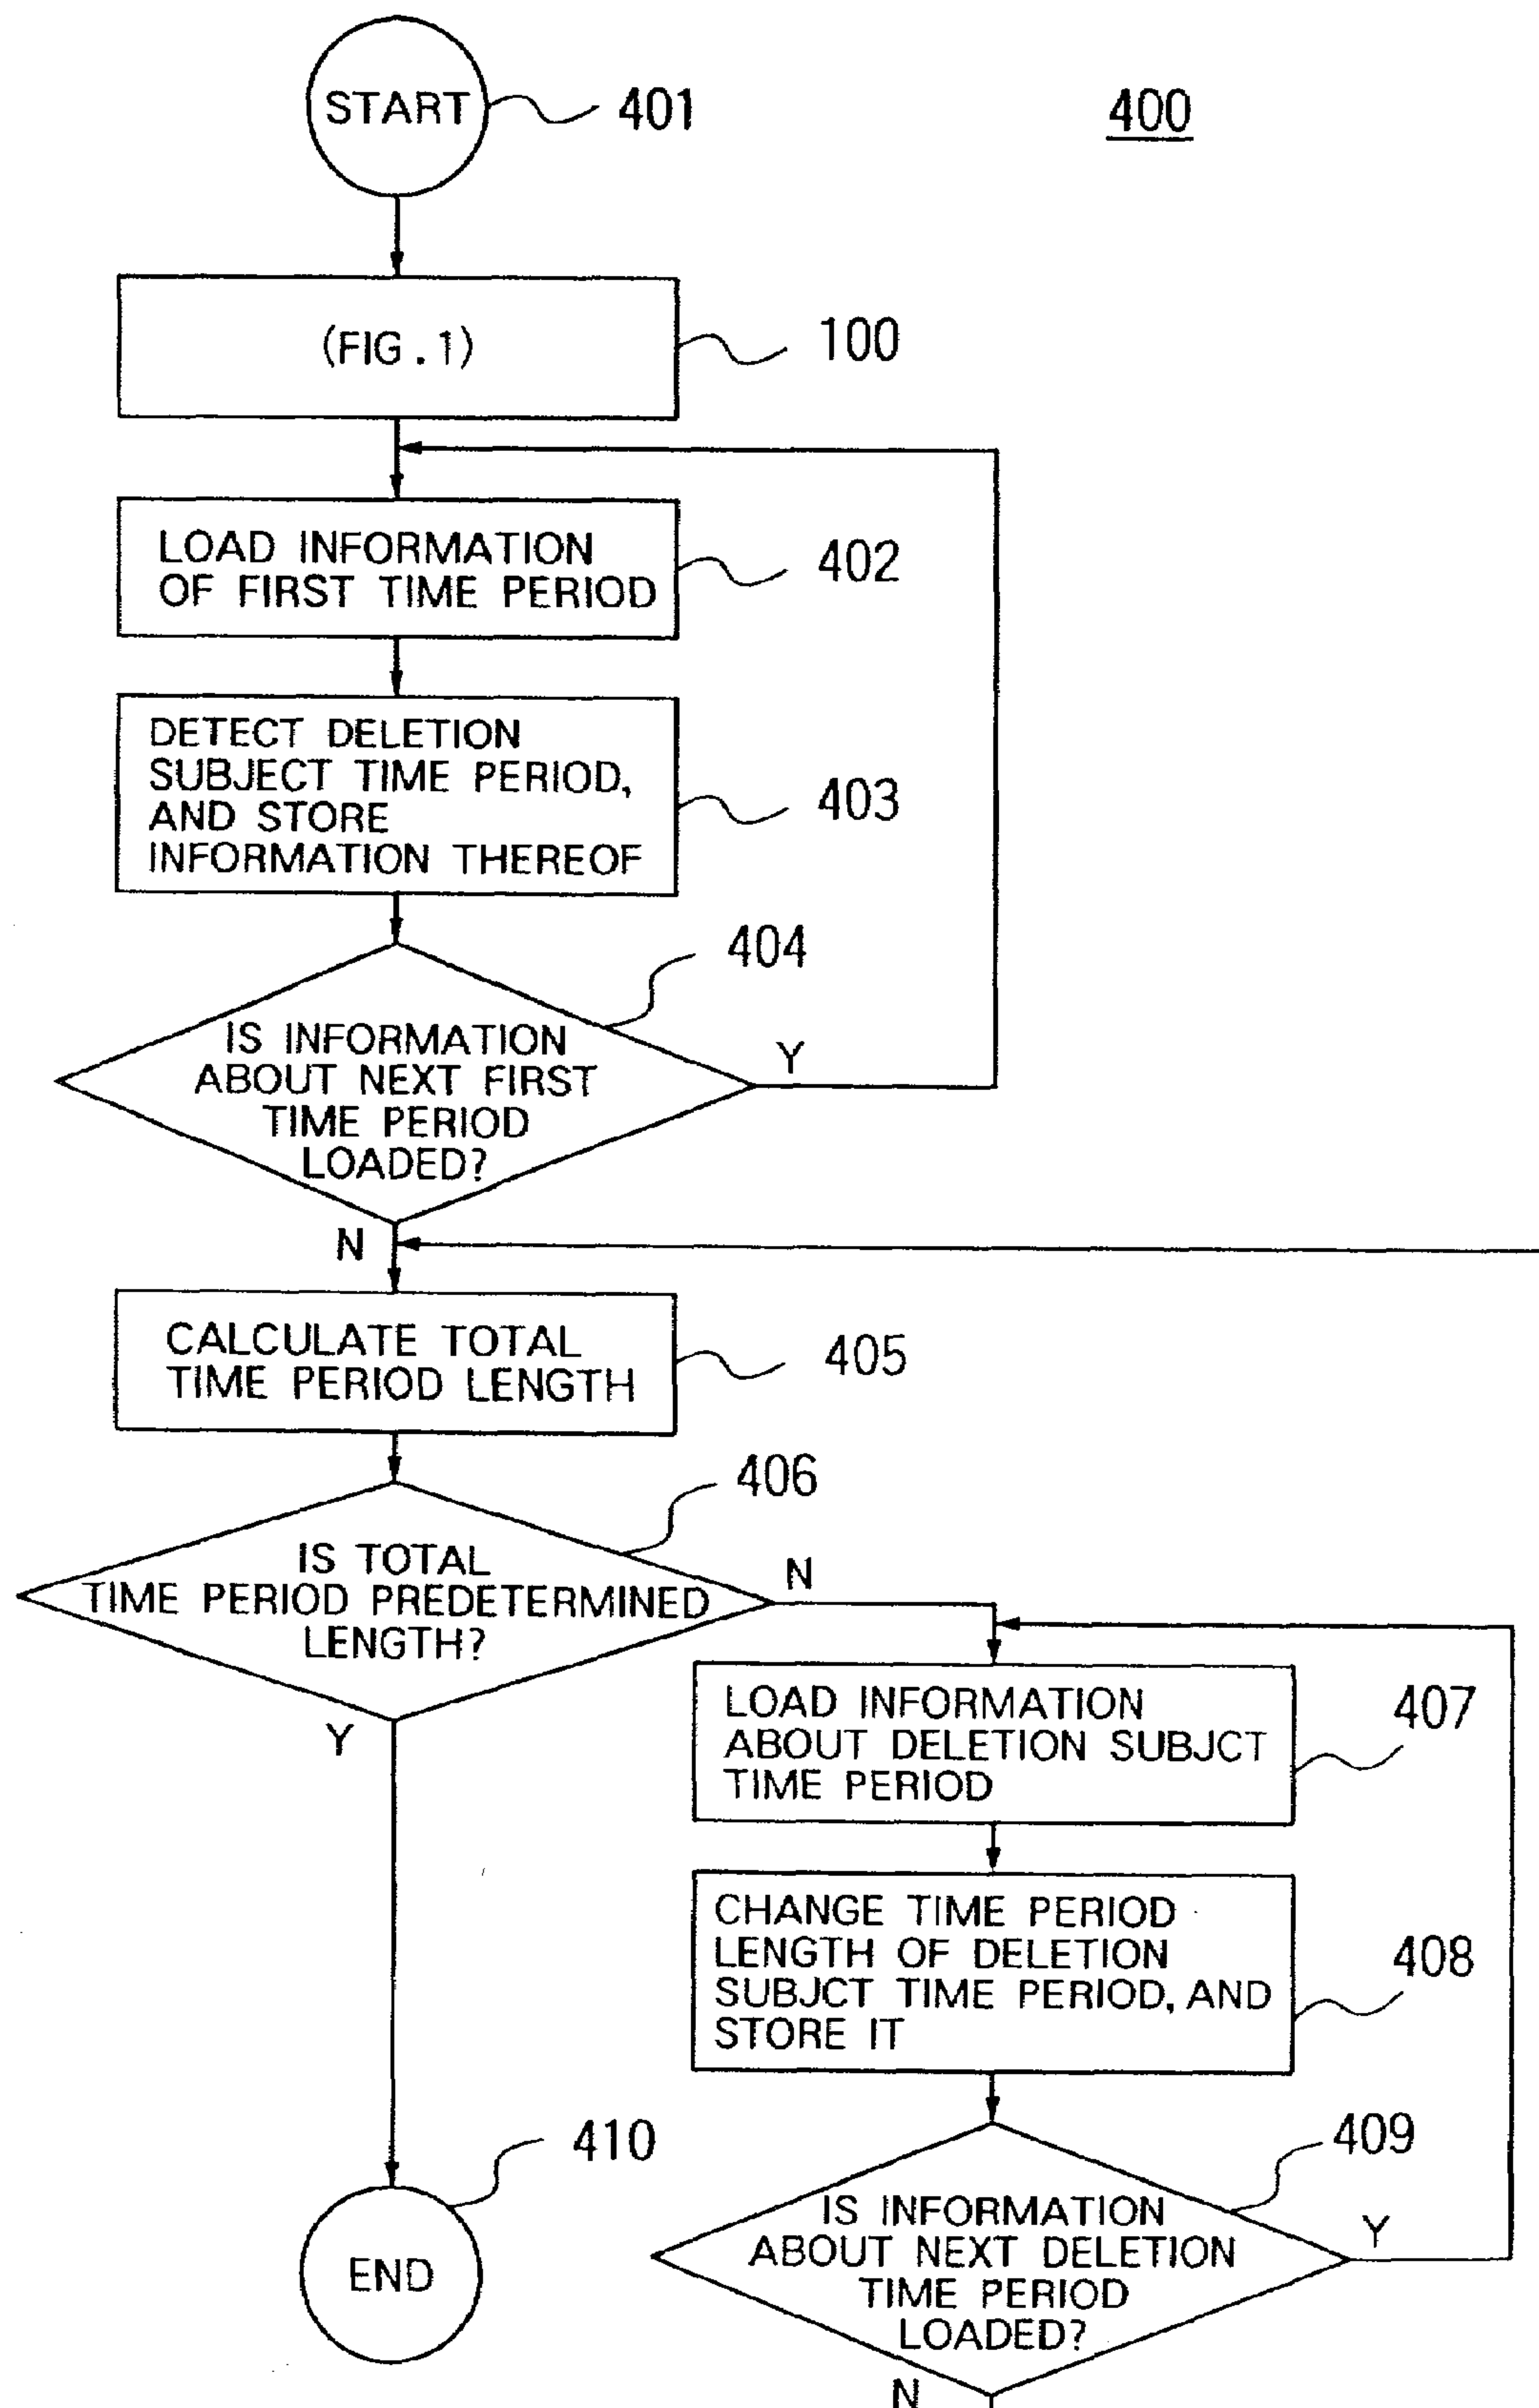 START
401
400
(FIG.1)
100
LOAD INFORMATION
OF FIRST TIME PERIOD
402
DETECT DELETION
SUBJECT TIME PERIOD,
AND STORE
INFORMATION THEREOF
403
404
IS INFORMATION
ABOUT NEXT FIRST
TIME PERIOD
LOADED?
Y
N
CALCULATE TOTAL
TIME PERIOD LENGTH
405
406
IS TOTAL
TIME PERIOD PREDETERMINED
LENGTH?
N
Y
LOAD INFORMATION
ABOUT DELETION SUBJCT
TIME PERIOD
407
CHANGE TIME PERIOD
LENGTH OF DELETION
SUBJCT TIME PERIOD, AND
STORE IT
408
409
IS INFORMATION
ABOUT NEXT DELETION
TIME PERIOD
LOADED?
Y
N
410
END